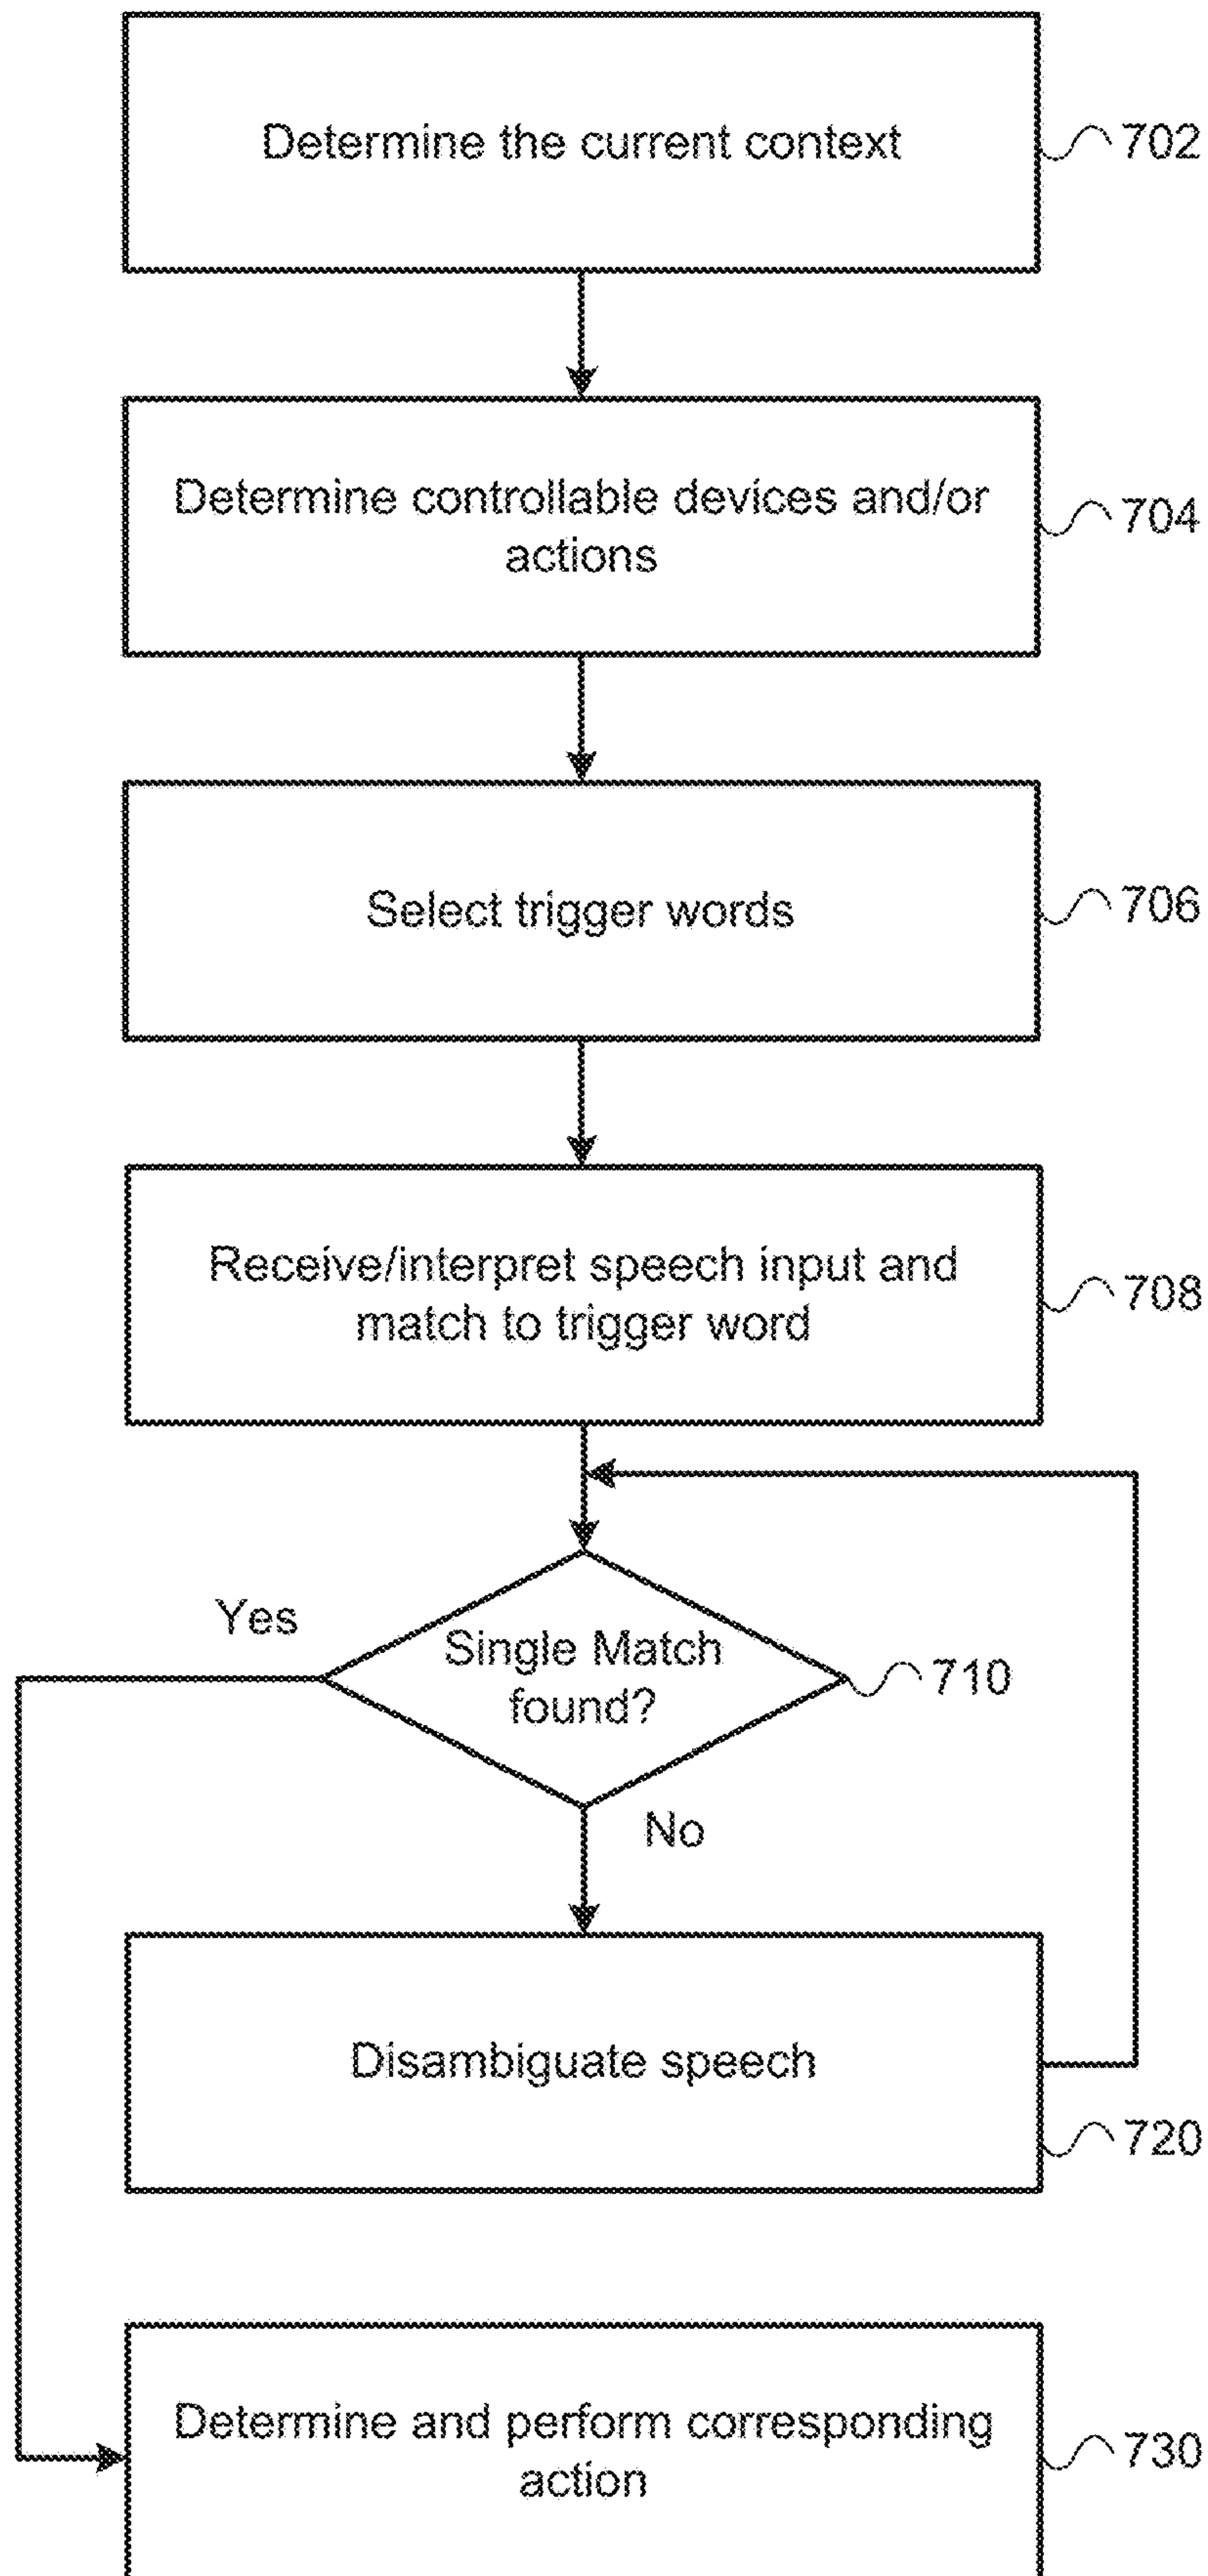 Determine the current context
702
Determine controllable devices and/or
actions
704
Select trigger words
706
Receive/interpret speech input and
match to trigger word
708
Yes
Single Match
found?
710
No
Disambiguate speech
720
Determine and perform corresponding
action
730